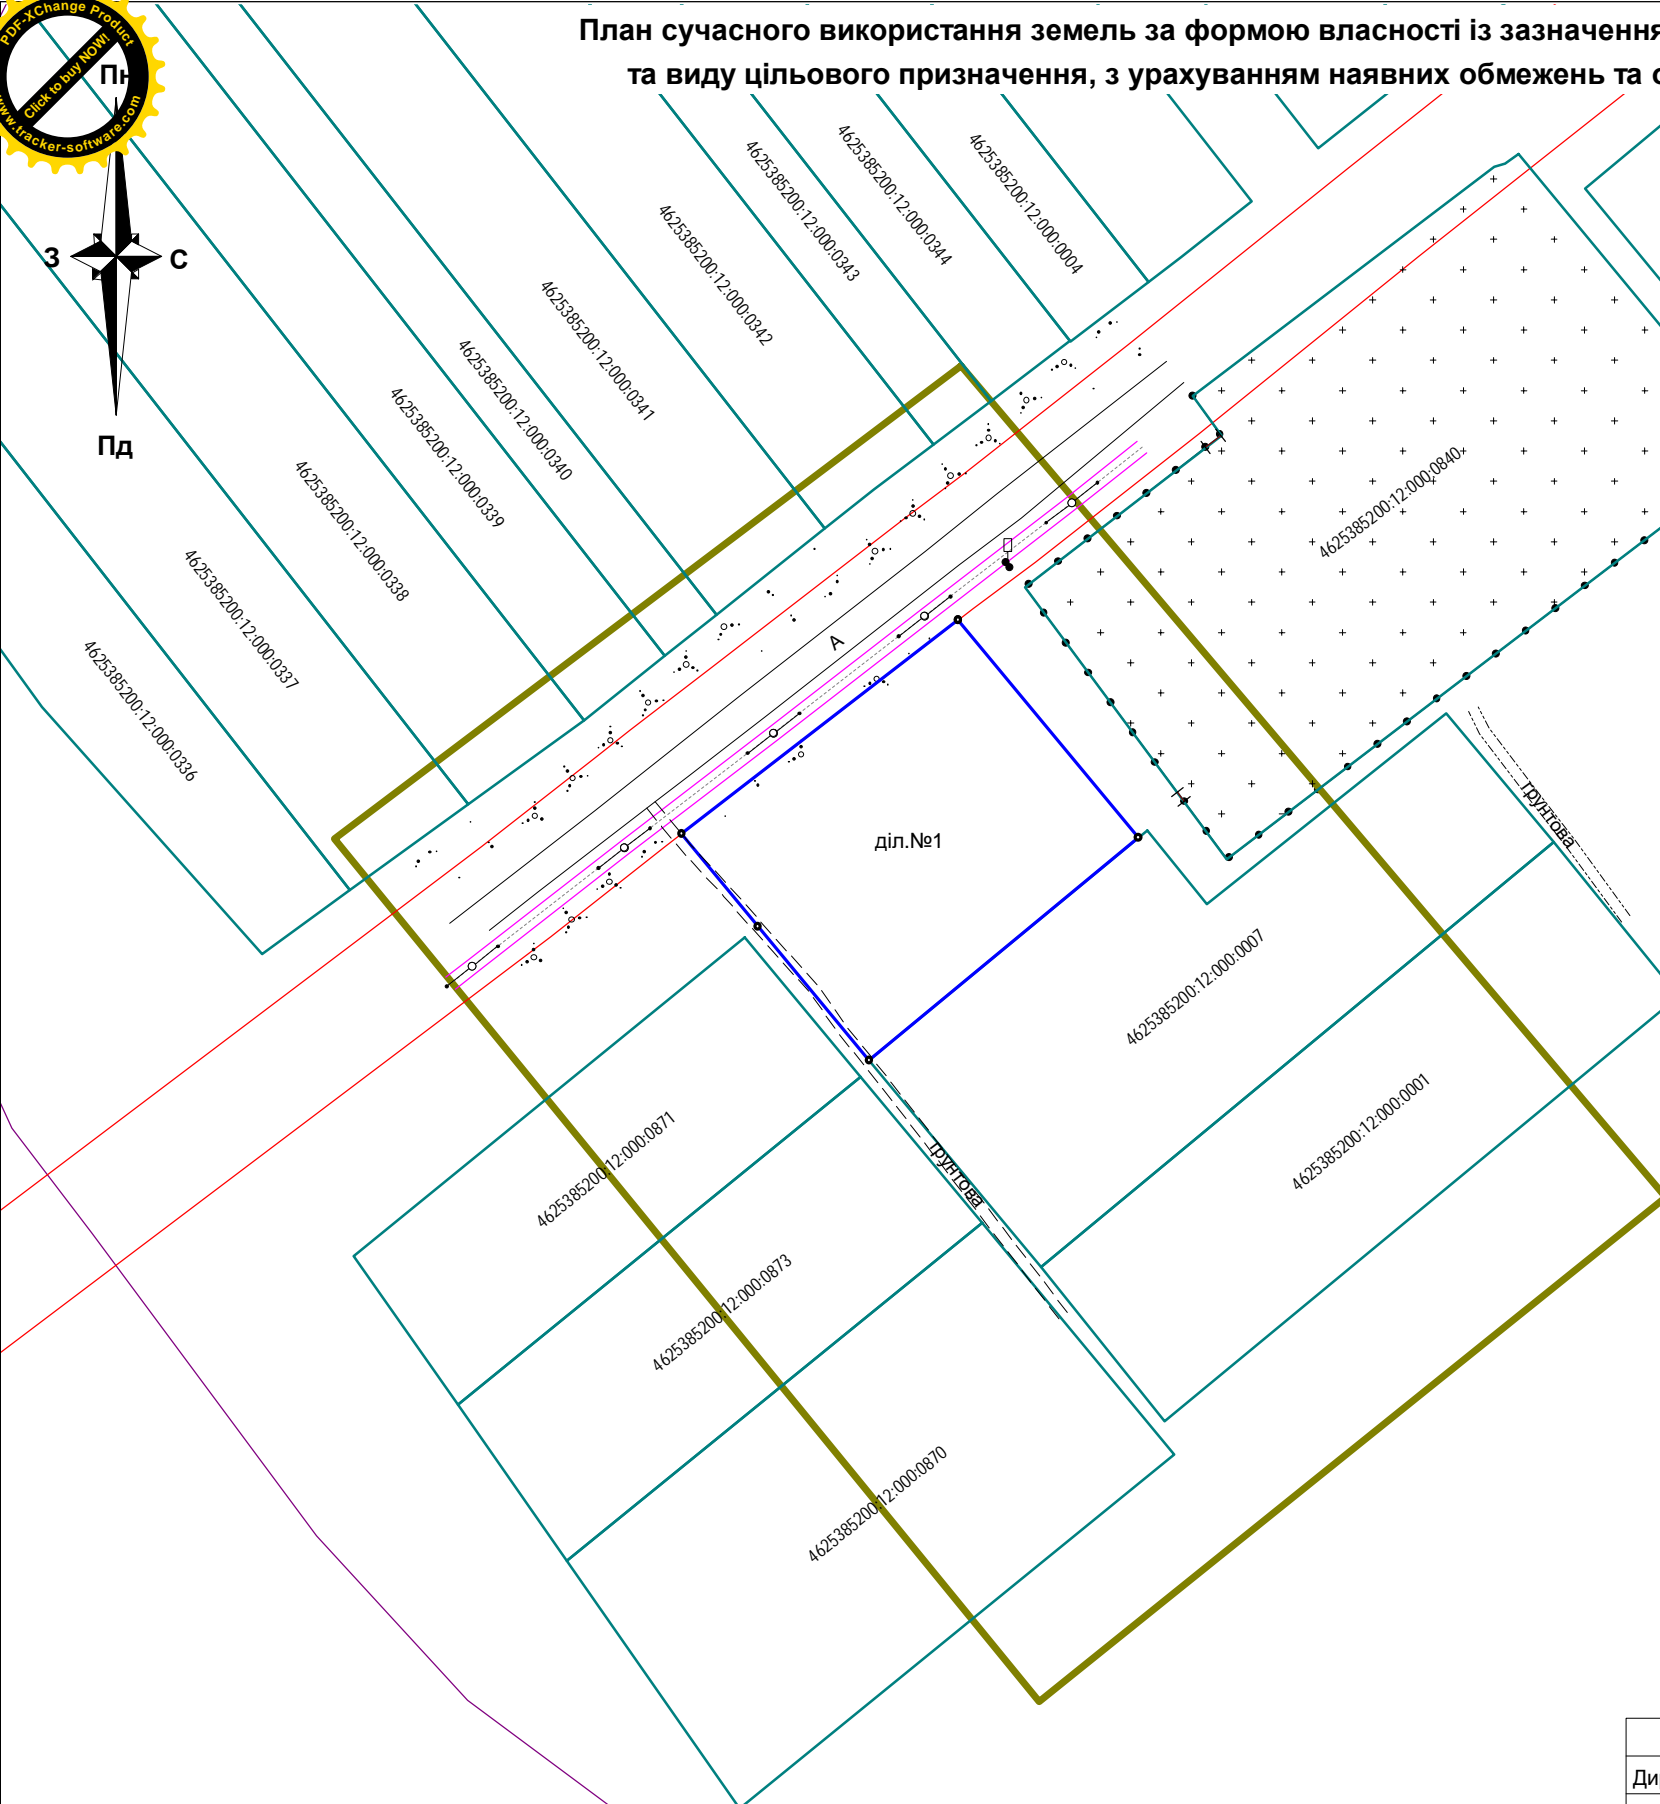 План сучасного використання земель за формою власності із зазначення
та виду цільового призначення, з урахуванням наявних обмежень та о
PDF-XChange Product
Click to buy NOW!
www.tracker-software.com
Пн
З
С
Пд
4625385200:12:000:0004
4625385200:12:000:0344
4625385200:12:000:0343
4625385200:12:000:0342
4625385200:12:000:0341
4625385200:12:000:0340
4625385200:12:000:0339
4625385200:12:000:0338
4625385200:12:000:0337
4625385200:12:000:0336
4625385200:12:000:0840
А
діл.№1
ґрунтова
4625385200:12:000:0007
4625385200:12:000:0001
4625385200:12:000:0871
ґрунтова
4625385200:12:000:0873
4625385200:12:000:0870
Ди